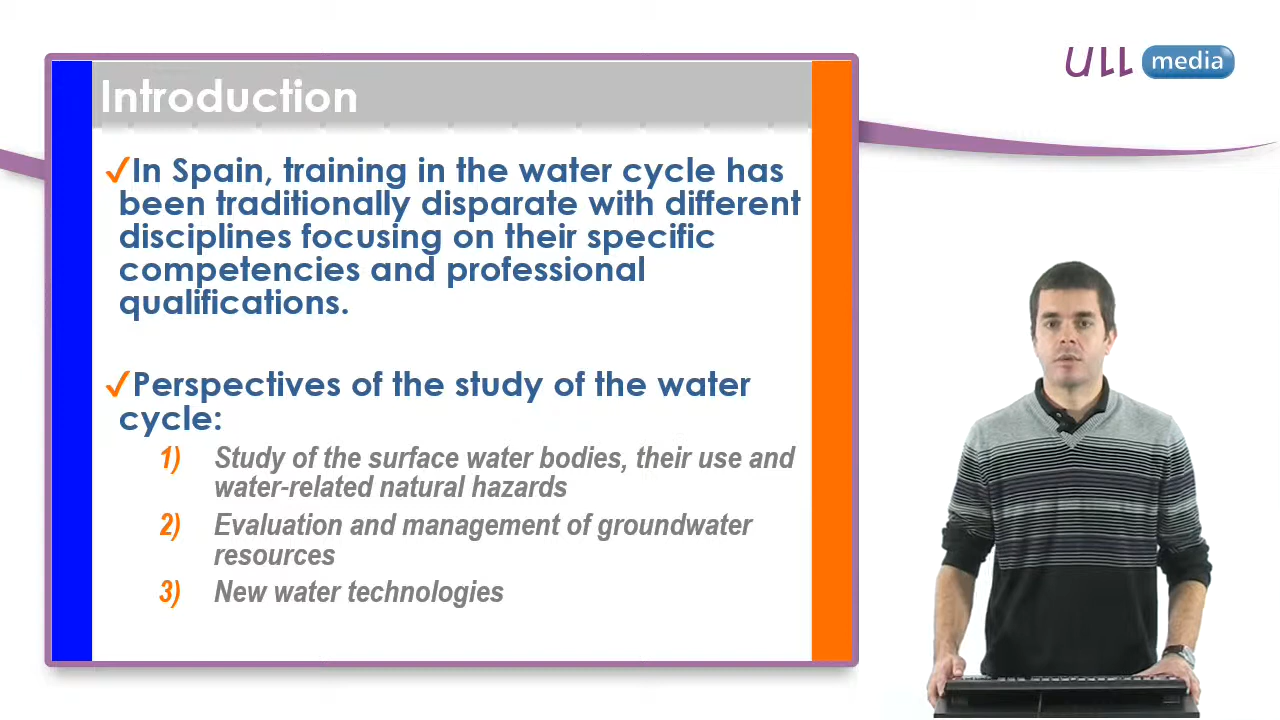 ULL media
Introduction
✓In Spain, training in the water cycle has
been traditionally disparate with different
disciplines focusing on their specific
competencies and professional
qualifications.
✓Perspectives of the study of the water
cycle:
1) Study of the surface water bodies, their use and
water-related natural hazards
2) Evaluation and management of groundwater
resources
3) New water technologies